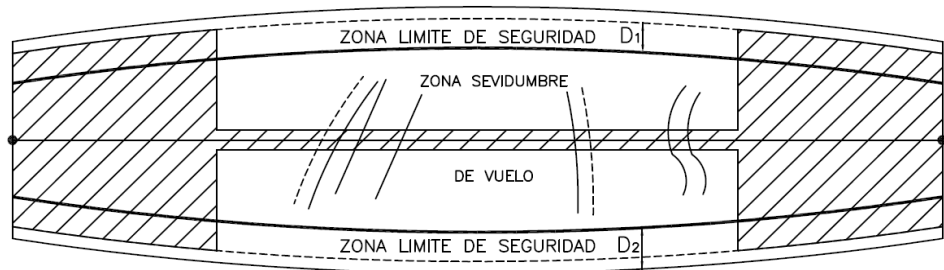 ZONA LIMITE DE SEGURIDAD D1
ZONA SEVIDUMBRE
DE VUELO
ZONA LIMITE DE SEGURIDAD D2